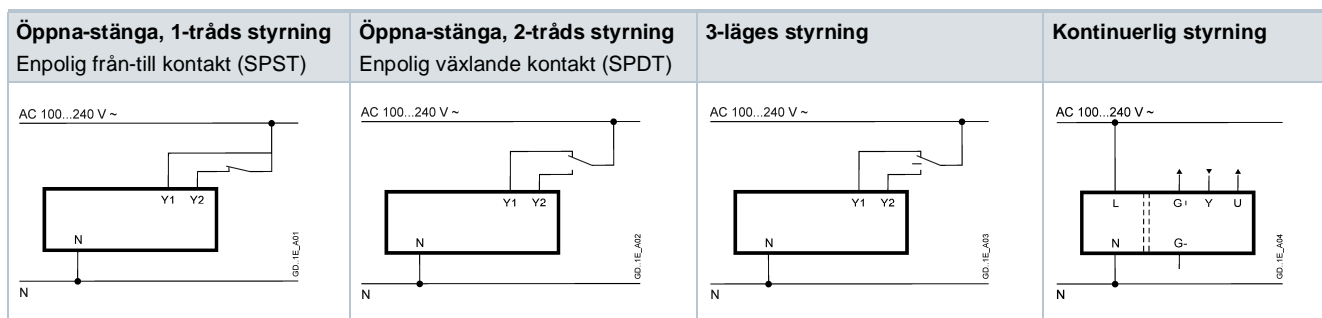 Öppna-stänga, 1-tråds styrning
Enpolig från-till kontakt (SPST)
Öppna-stänga, 2-tråds styrning
Enpolig växlande kontakt (SPDT)
3-läges styrning
Kontinuerlig styrning
AC 100...240 V ~
Y1 Y2
N
N
GD..1E_A01
AC 100...240 V ~
Y1 Y2
N
N
GD..1E_A02
AC 100...240 V ~
Y1 Y2
N
N
GD..1E_A03
AC 100...240 V ~
L G+ Y U
N G-
N
GD..1E_A04